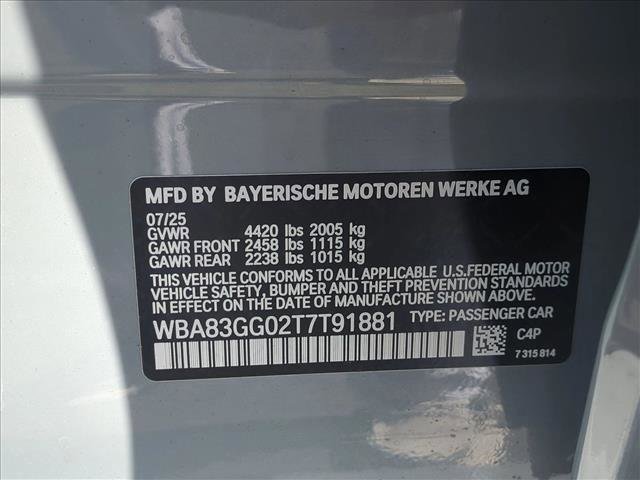 MFD BY BAYERISCHE MOTOREN WERKE AG
07/25
GVWR 4420 lbs 2005 kg
GAWR FRONT 2458 lbs 1115 kg
GAWR REAR 2238 lbs 1015 kg
THIS VEHICLE CONFORMS TO ALL APPLICABLE U.S.FEDERAL MOTOR
VEHICLE SAFETY, BUMPER AND THEFT PREVENTION STANDARDS
IN EFFECT ON THE DATE OF MANUFACTURE SHOWN ABOVE.
WBA83GG02T7T91881 TYPE: PASSENGER CAR
C4P
7 315 814